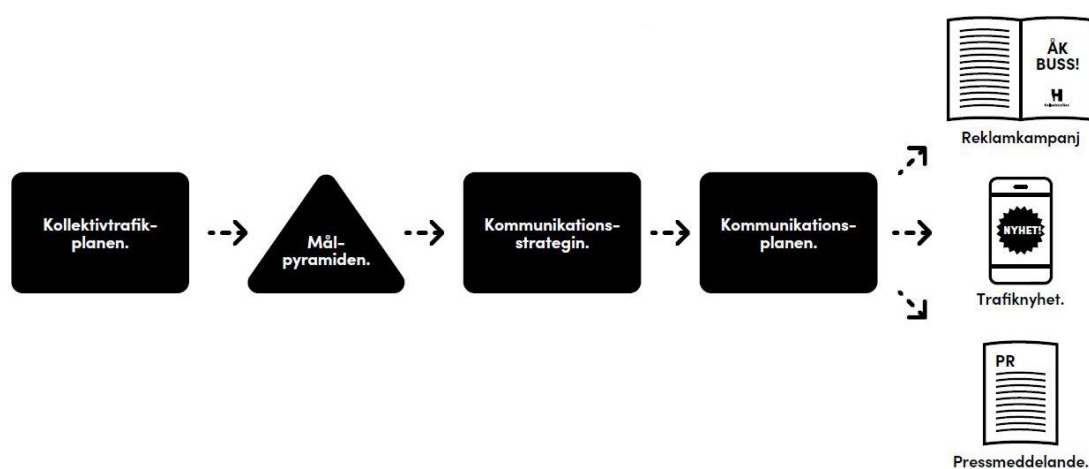 Kollektivtrafik-
planen.
Mål-
pyramiden.
Kommunikations-
strategin.
Kommunikations-
planen.
ÅK
BUSS!
H
Reklamkampanj
NYHET!
Trafiknyhet.
PR
Pressmeddelande.